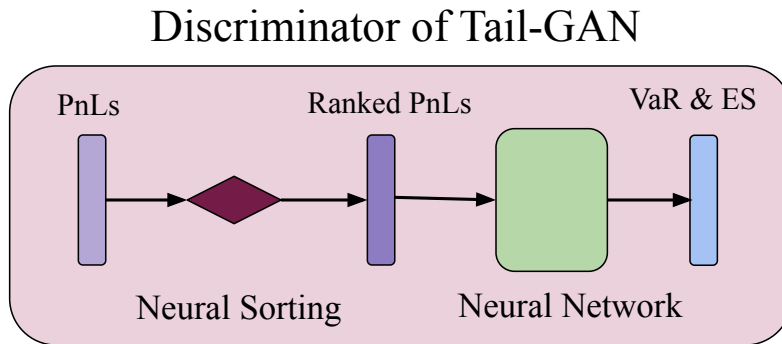 Discriminator of Tail-GAN
PnLs
Ranked PnLs
VaR & ES
Neural Sorting
Neural Network